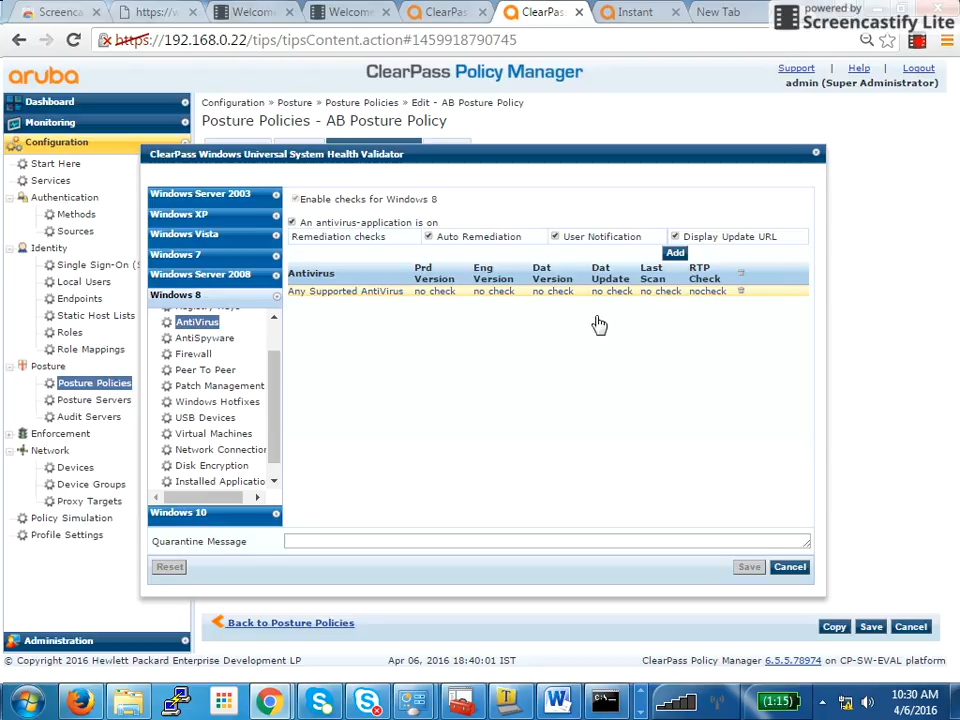 Screenca
https://w
Welcome
Welcome
ClearPass
ClearPass
Instant
New Tab
powered by
Screencastify Lite
https://192.168.0.22/tips/tipsContent.action#1459918790745
aruba
ClearPass Policy Manager
Support | Help | Logout
admin (Super Administrator)
Dashboard
Monitoring
Configuration
Start Here
Services
Authentication
Methods
Sources
Identity
Single Sign-On (S
Local Users
Endpoints
Static Host Lists
Roles
Role Mappings
Posture
Posture Policies
Posture Servers
Audit Servers
Enforcement
Network
Devices
Device Groups
Proxy Targets
Policy Simulation
Profile Settings
Administration
Configuration » Posture » Posture Policies » Edit - AB Posture Policy
Posture Policies - AB Posture Policy
ClearPass Windows Universal System Health Validator
Windows Server 2003
Windows XP
Windows Vista
Windows 7
Windows Server 2008
Windows 8
AntiVirus
AntiSpyware
Firewall
Peer To Peer
Patch Management
Windows Hotfixes
USB Devices
Virtual Machines
Network Connection
Disk Encryption
Installed Applicatio
Windows 10
Enable checks for Windows 8
An antivirus-application is on
Remediation checks Auto Remediation User Notification Display Update URL
Add
Antivirus Prd Version Eng Version Dat Version Dat Update Last Scan RTP Check
Any Supported AntiVirus no check no check no check no check no check nocheck
Quarantine Message
Reset Save Cancel
Back to Posture Policies
Copy Save Cancel
© Copyright 2016 Hewlett Packard Enterprise Development LP Apr 06, 2016 18:40:01 IST ClearPass Policy Manager 6.5.5.78974 on CP-SW-EVAL platform
(1:15)
10:30 AM
4/6/2016